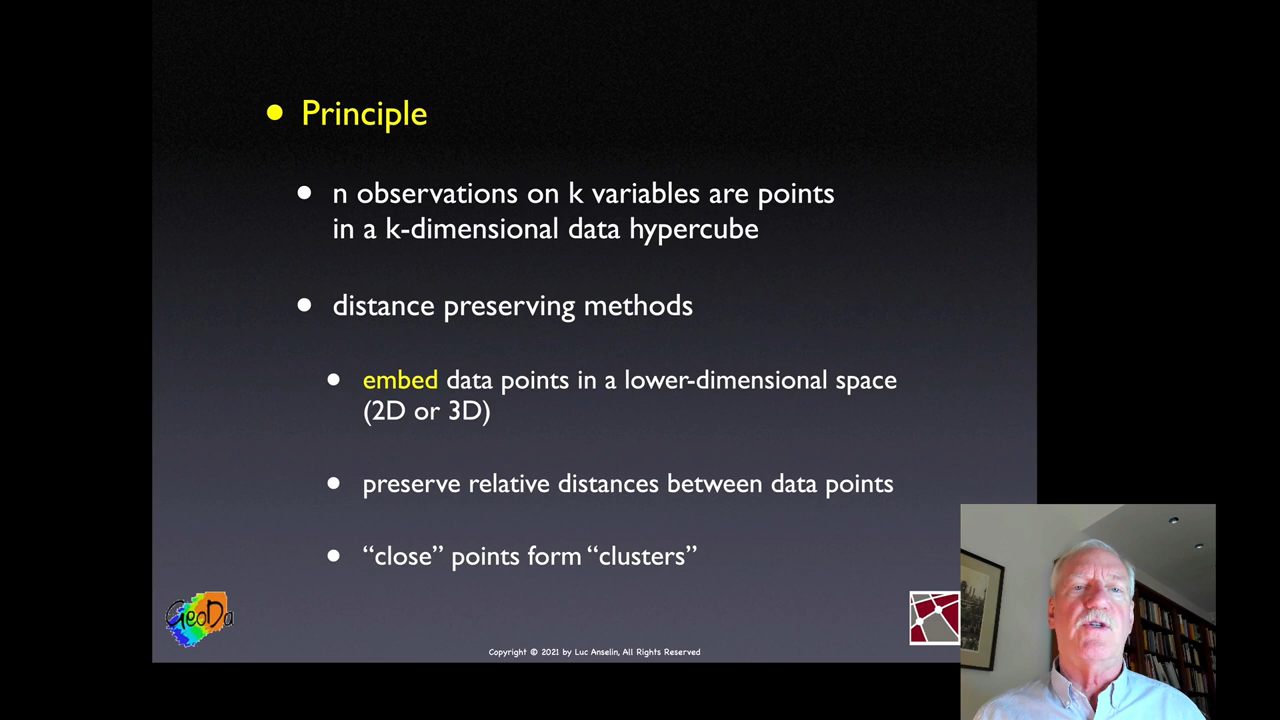 • Principle
• n observations on k variables are points
in a k-dimensional data hypercube
• distance preserving methods
• embed data points in a lower-dimensional space
(2D or 3D)
• preserve relative distances between data points
• “close” points form “clusters”
GeoDa
Copyright © 2021 by Luc Anselin, All Rights Reserved